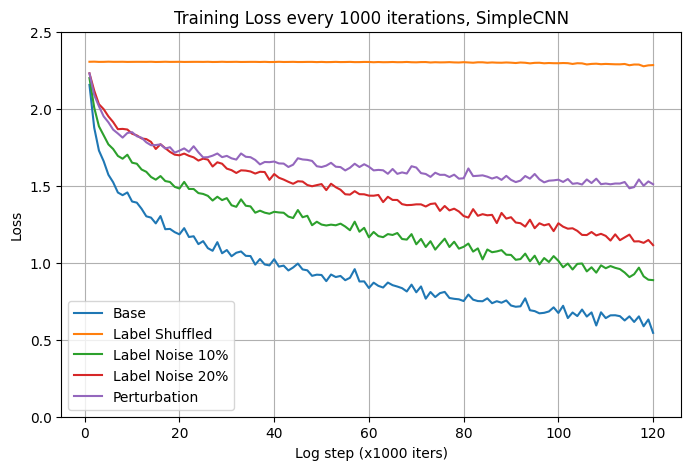 Training Loss every 1000 iterations, SimpleCNN
Loss
2.5
2.0
1.5
1.0
0.5
0.0
Base
Label Shuffled
Label Noise 10%
Label Noise 20%
Perturbation
0 20 40 60 80 100 120
Log step (x1000 iters)